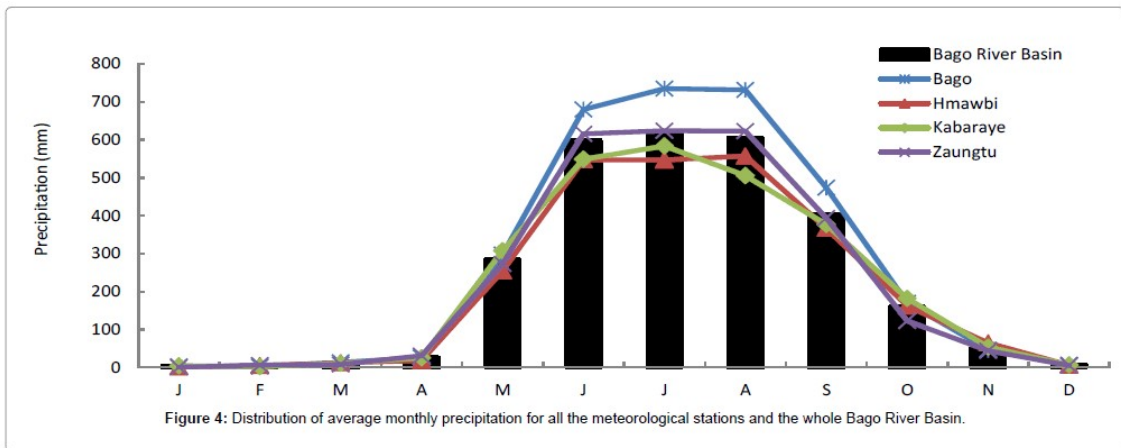 800
700
600
500
400
300
200
100
0
Precipitation (mm)
Bago River Basin
Bago
Hmawbi
Kabaraye
Zaungtu
J F M A M J J A S O N D
Figure 4: Distribution of average monthly precipitation for all the meteorological stations and the whole Bago River Basin.